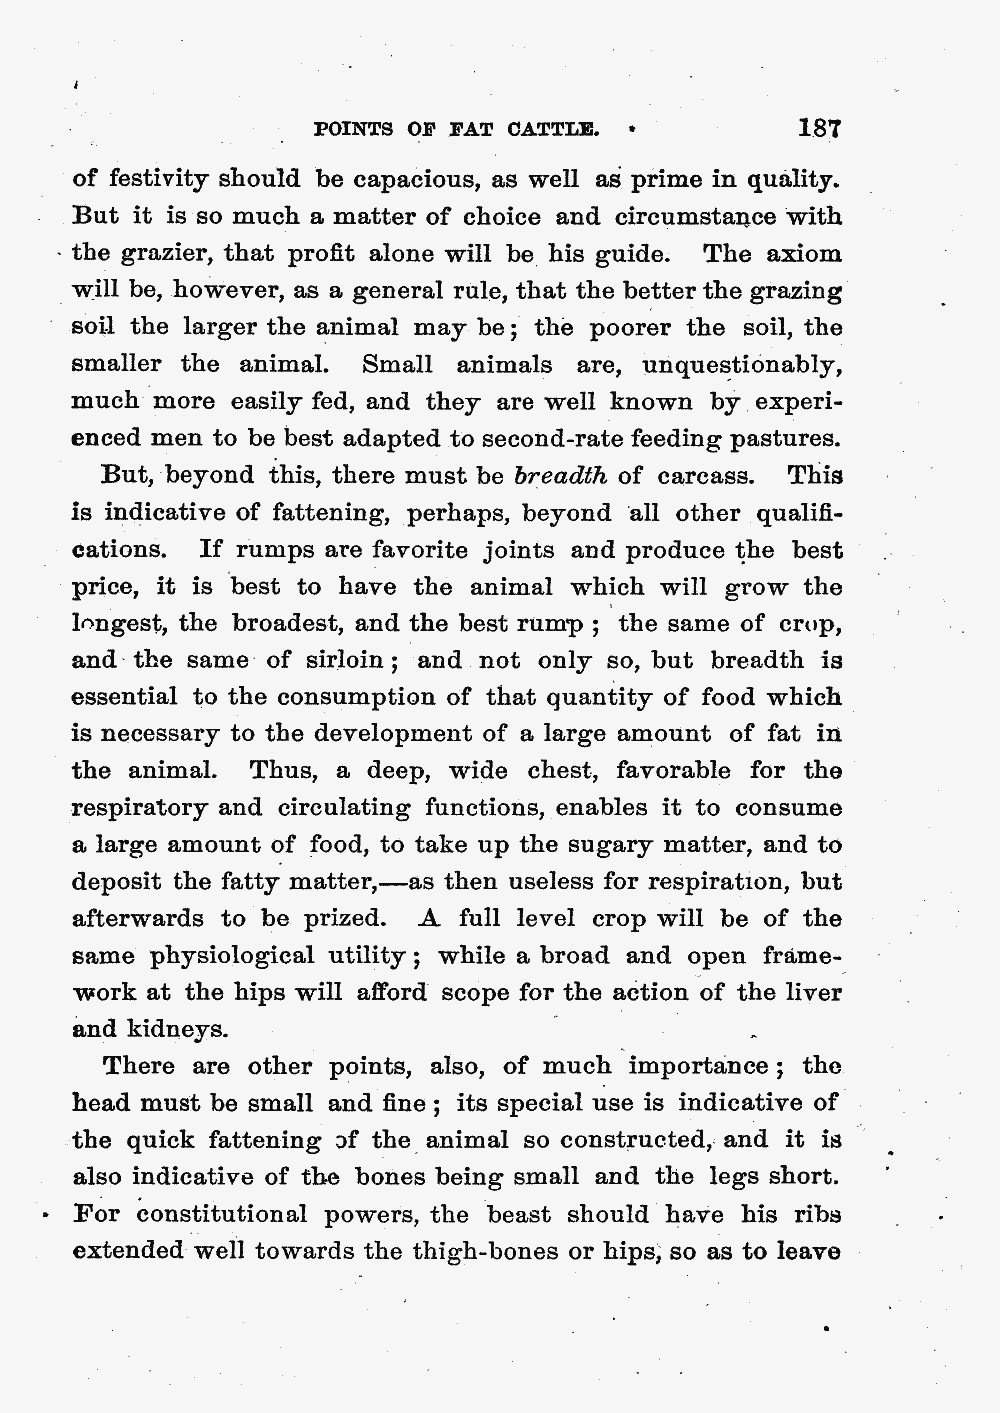 POINTS OF FAT CATTLE. 187
of festivity should be capacious, as well as prime in quality.
But it is so much a matter of choice and circumstance with
the grazier, that profit alone will be his guide. The axiom
will be, however, as a general rule, that the better the grazing
soil the larger the animal may be; the poorer the soil, the
smaller the animal. Small animals are, unquestionably,
much more easily fed, and they are well known by experi-
enced men to be best adapted to second-rate feeding pastures.
But, beyond this, there must be breadth of carcass. This
is indicative of fattening, perhaps, beyond all other qualifi-
cations. If rumps are favorite joints and produce the best
price, it is best to have the animal which will grow the
longest, the broadest, and the best rump; the same of crop,
and the same of sirloin; and not only so, but breadth is
essential to the consumption of that quantity of food which
is necessary to the development of a large amount of fat in
the animal. Thus, a deep, wide chest, favorable for the
respiratory and circulating functions, enables it to consume
a large amount of food, to take up the sugary matter, and to
deposit the fatty matter,—as then useless for respiration, but
afterwards to be prized. A full level crop will be of the
same physiological utility; while a broad and open frame-
work at the hips will afford scope for the action of the liver
and kidneys.
There are other points, also, of much importance; the
head must be small and fine; its special use is indicative of
the quick fattening of the animal so constructed, and it is
also indicative of the bones being small and the legs short.
For constitutional powers, the beast should have his ribs
extended well towards the thigh-bones or hips, so as to leave